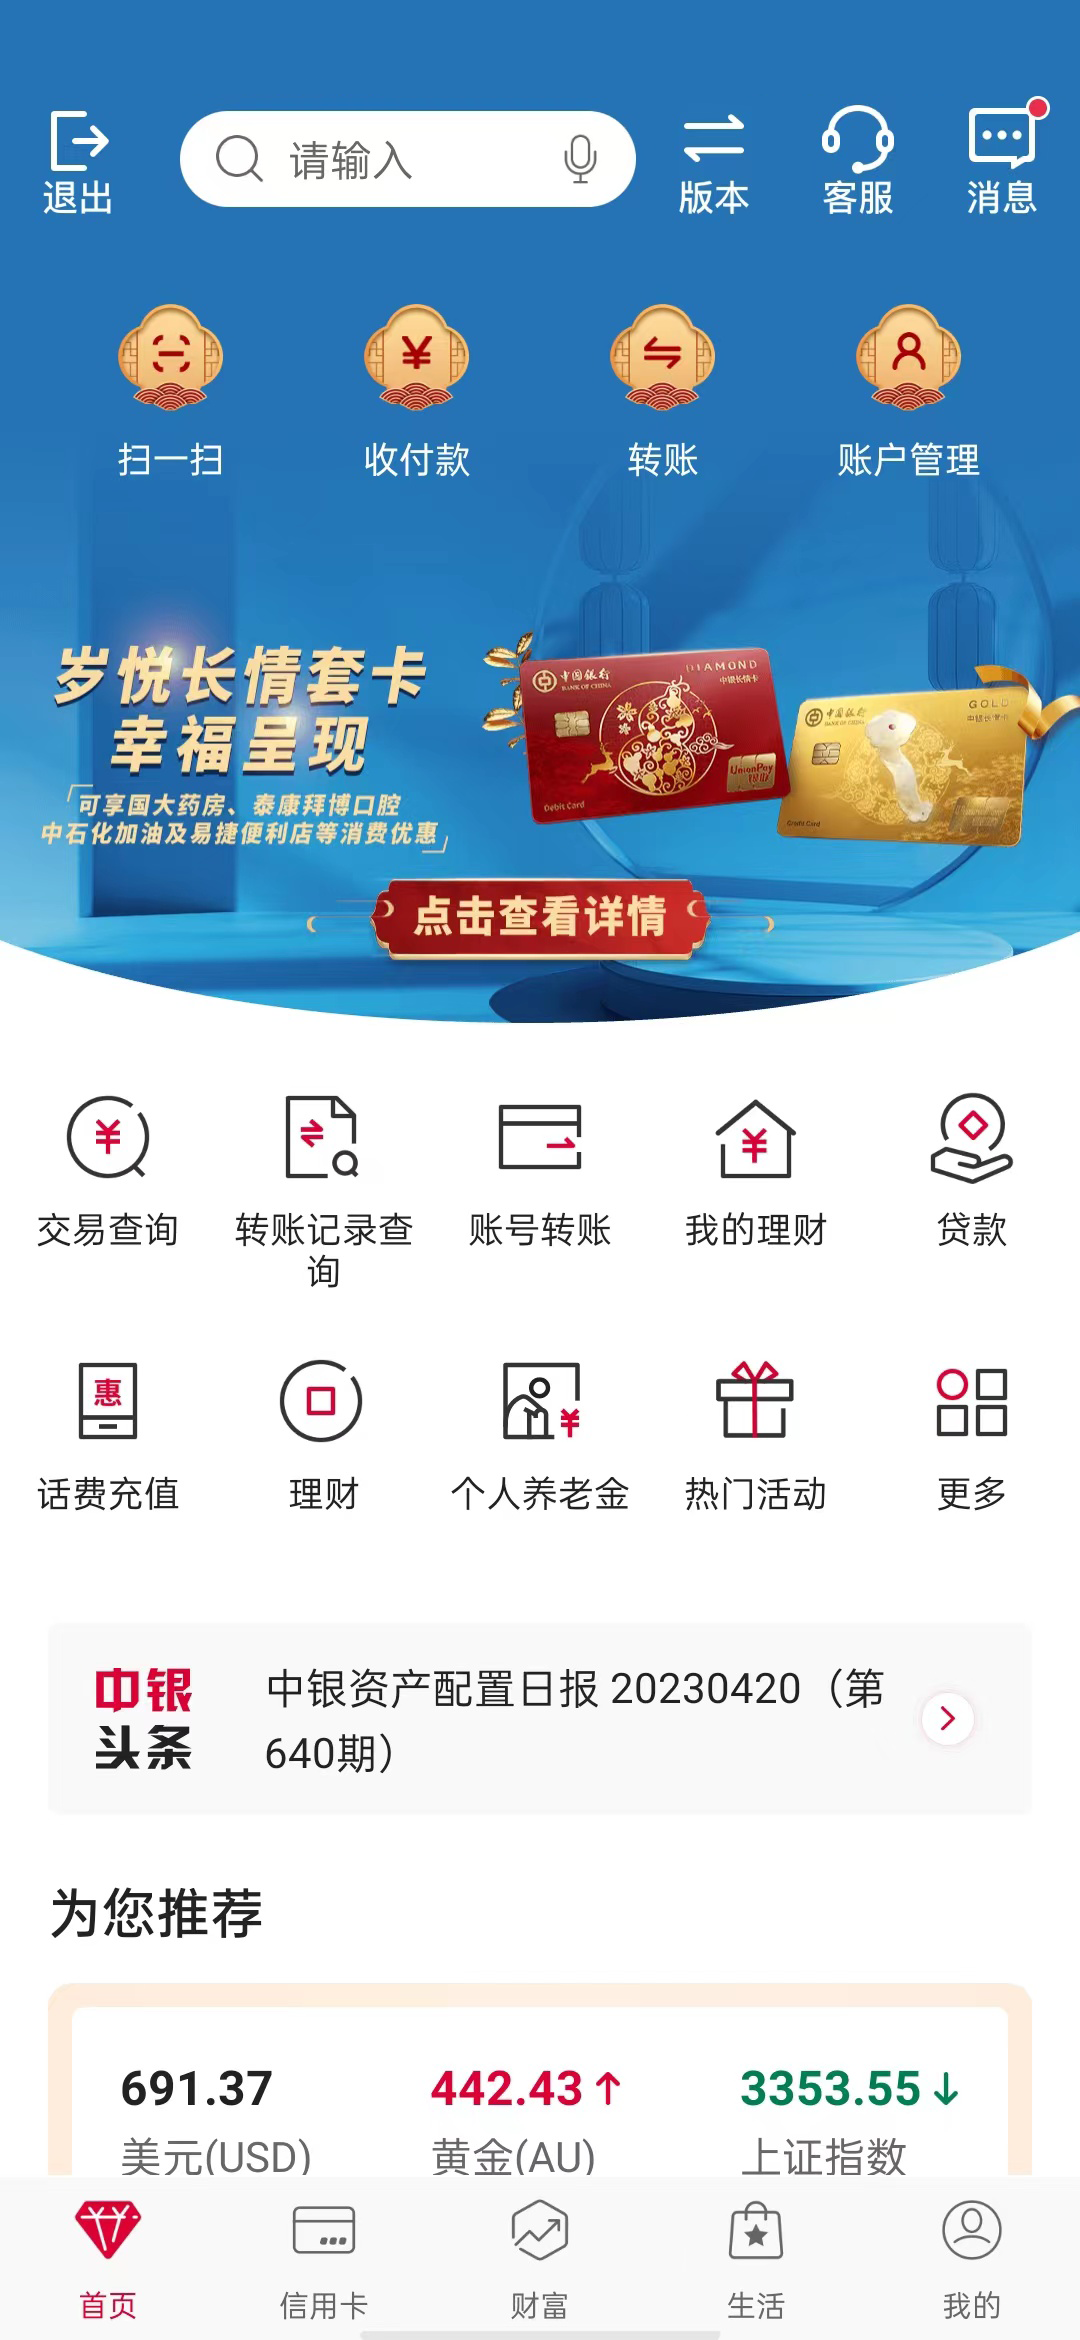 退出
请输入
版本
客服
消息
扫一扫
收付款
转账
账户管理
岁悦长情套卡
幸福呈现
「可享国大药房、泰康拜博口腔
中石化加油及易捷便利店等消费优惠」
中国银行
BANK OF CHINA
DIAMOND
中银长情卡
UnionPay
银联
Debit Card
中国银行
GOLD
中银长情卡
Credit Card
点击查看详情
交易查询
转账记录查
询
账号转账
我的理财
贷款
惠
话费充值
理财
个人养老金
热门活动
更多
中银
头条
中银资产配置日报 20230420（第
640期）
为您推荐
691.37
美元(USD)
442.43↑
黄金(AU)
3353.55↓
上证指数
首页
信用卡
财富
生活
我的